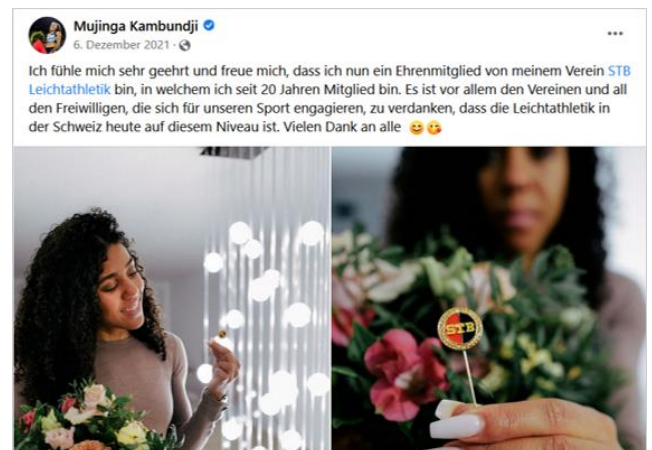 Mujinga Kambundji
6. Dezember 2021 ·
Ich fühle mich sehr geehrt und freue mich, dass ich nun ein Ehrenmitglied von meinem Verein STB
Leichtathletik bin, in welchem ich seit 20 Jahren Mitglied bin. Es ist vor allem den Vereinen und all
den Freiwilligen, die sich für unseren Sport engagieren, zu verdanken, dass die Leichtathletik in
der Schweiz heute auf diesem Niveau ist. Vielen Dank an alle 😊😋
STB